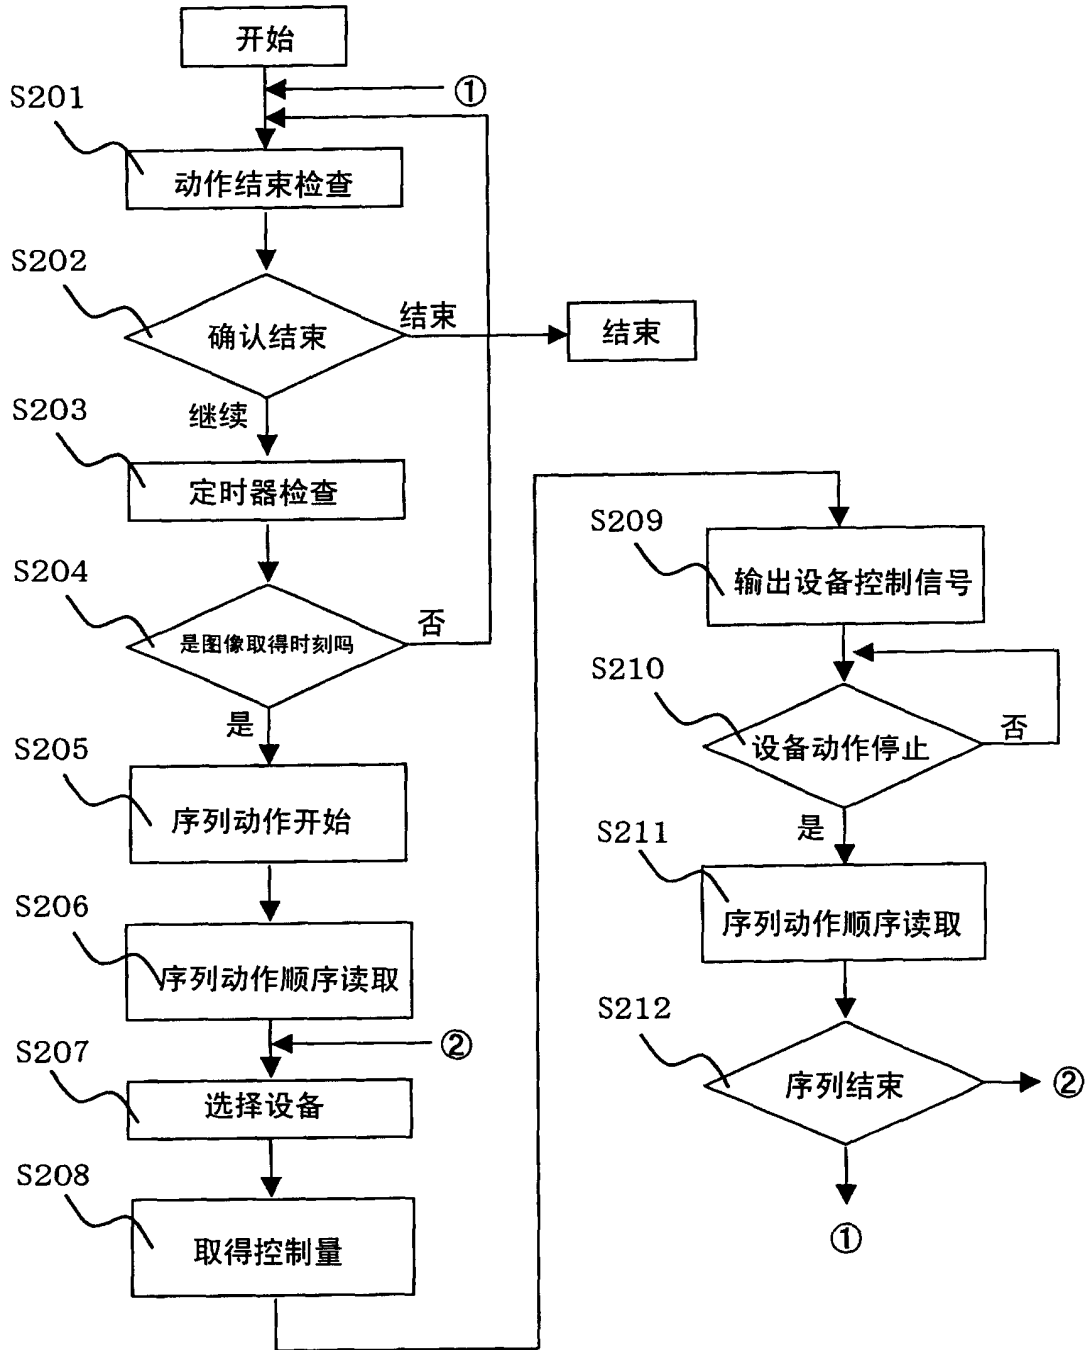 开始
①
S201
动作结束检查
S202
确认结束
结束
结束
继续
S203
定时器检查
S204
是图像取得时刻吗
否
是
S205
序列动作开始
S206
序列动作顺序读取
②
S207
选择设备
S208
取得控制量
S209
输出设备控制信号
S210
设备动作停止
否
是
S211
序列动作顺序读取
S212
序列结束
②
①